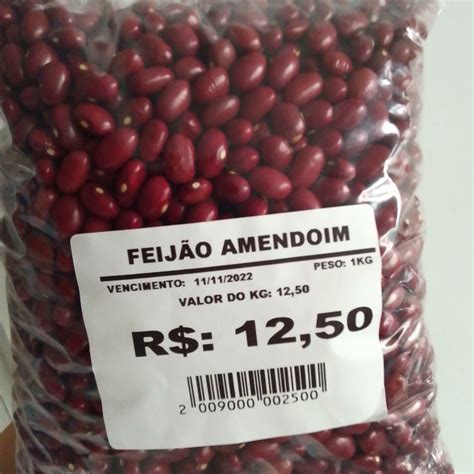 FEIJÃO AMENDOIM
VENCIMENTO: 11/11/2022 PESO: 1KG
VALOR DO KG: 12,50
R$: 12,50
2 009000 002500